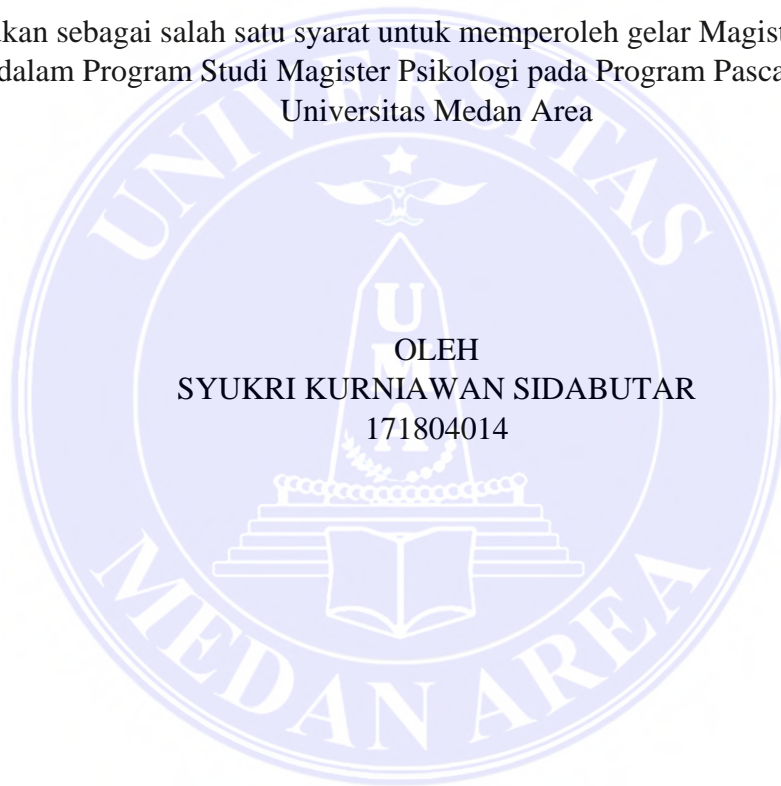 kan sebagai salah satu syarat untuk memperoleh gelar Magist
dalam Program Studi Magister Psikologi pada Program Pasca
Universitas Medan Area
UNIVERSITAS
UMA
OLEH
SYUKRI KURNIAWAN SIDABUTAR
171804014
MEDAN AREA